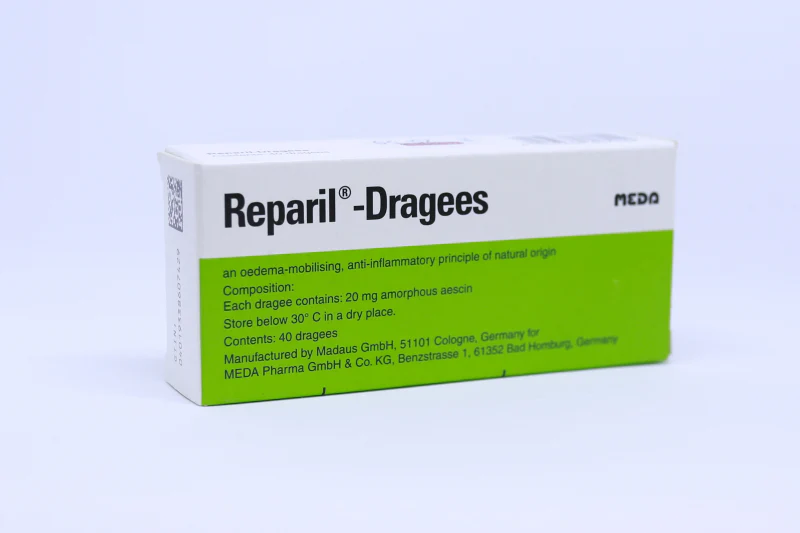 Reparil®-Dragees
MEDA
an oedema-mobilising, anti-inflammatory principle of natural origin
Composition:
Each dragee contains: 20 mg amorphous aescin
Store below 30° C in a dry place.
Contents: 40 dragees
Manufactured by Madaus GmbH, 51101 Cologne, Germany for
MEDA Pharma GmbH & Co. KG, Benzstrasse 1, 61352 Bad Homburg, Germany
Reparil-Dragees